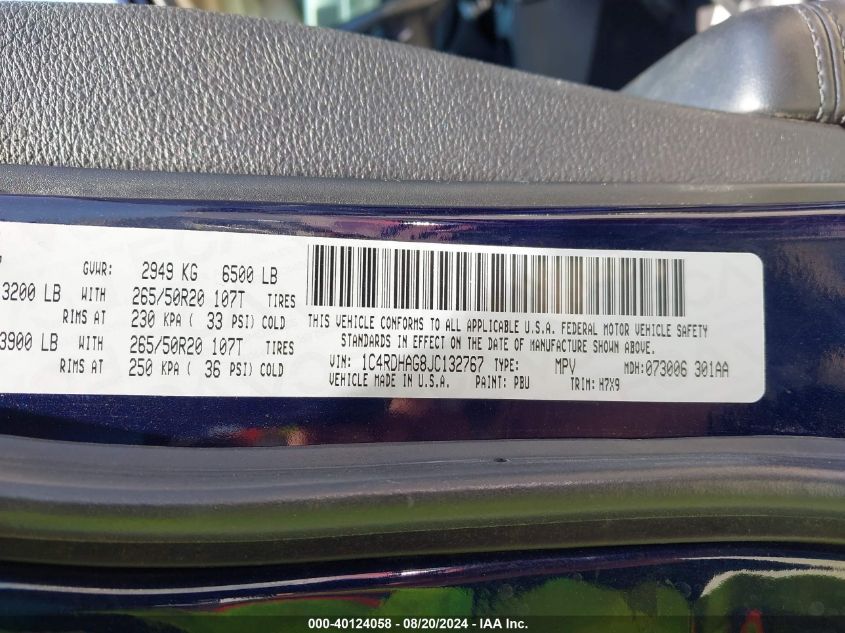 GVWR: 2949 KG 6500 LB
3200 LB WITH 265/50R20 107T TIRES
RIMS AT 230 KPA ( 33 PSI) COLD
3900 LB WITH 265/50R20 107T TIRES
RIMS AT 250 KPA ( 36 PSI) COLD
THIS VEHICLE CONFORMS TO ALL APPLICABLE U.S.A. FEDERAL MOTOR VEHICLE SAFETY
STANDARDS IN EFFECT ON THE DATE OF MANUFACTURE SHOWN ABOVE.
VIN: 1C4RDHAG8JC132767 TYPE: MPV MDH:073006 301AA
VEHICLE MADE IN U.S.A. PAINT: PBU TRIM: H7X9
000-40124058 - 08/20/2024 - IAA Inc.